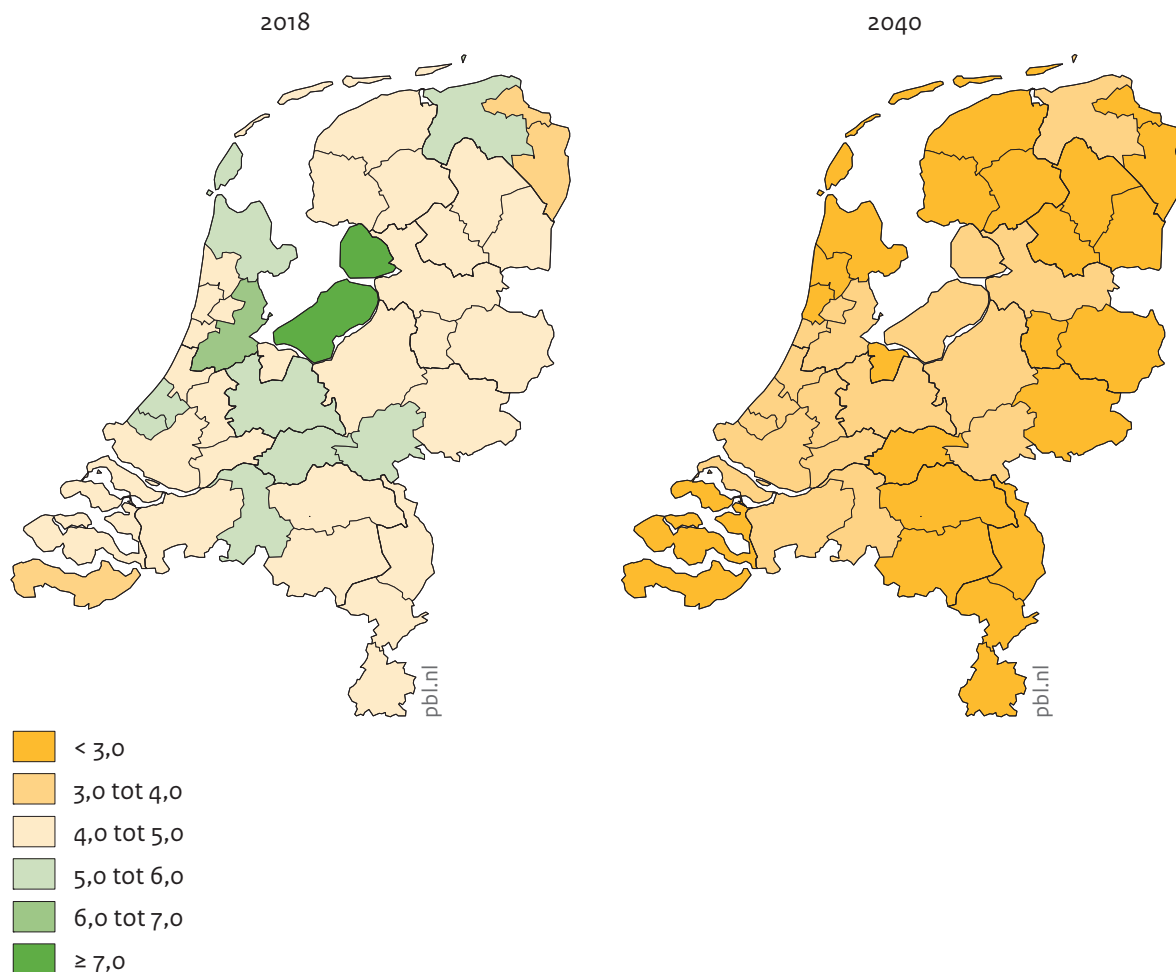 2018
2040
pbl.nl
pbl.nl
< 3,0
3,0 tot 4,0
4,0 tot 5,0
5,0 tot 6,0
6,0 tot 7,0
≥ 7,0